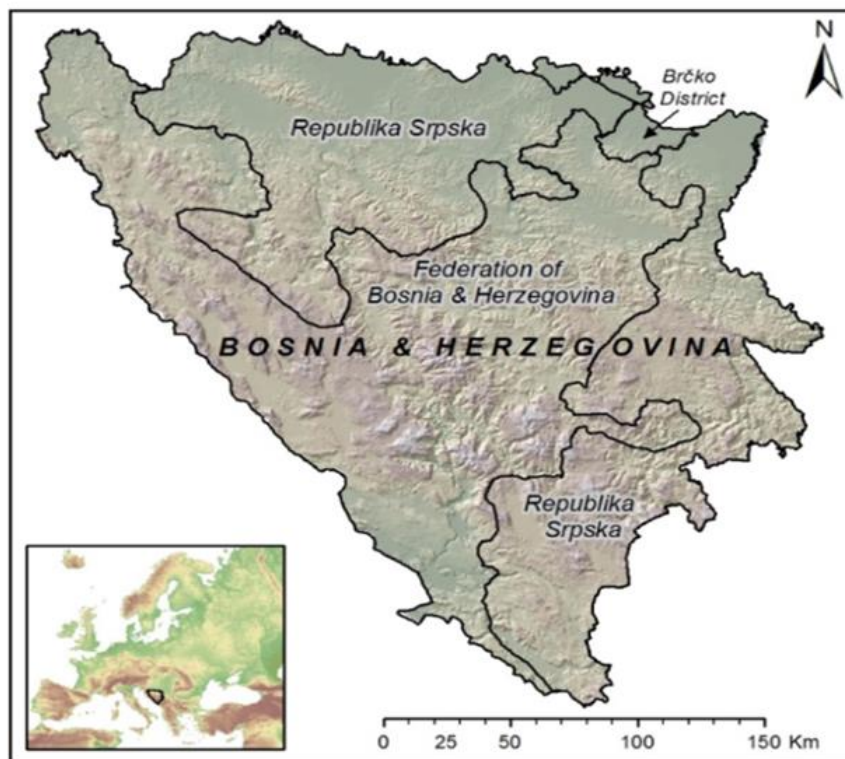 N
Brčko
District
Republika Srpska
Federation of
Bosnia & Herzegovina
BOSNIA & HERZEGOVINA
Republika
Srpska
0 25 50 100 150 Km